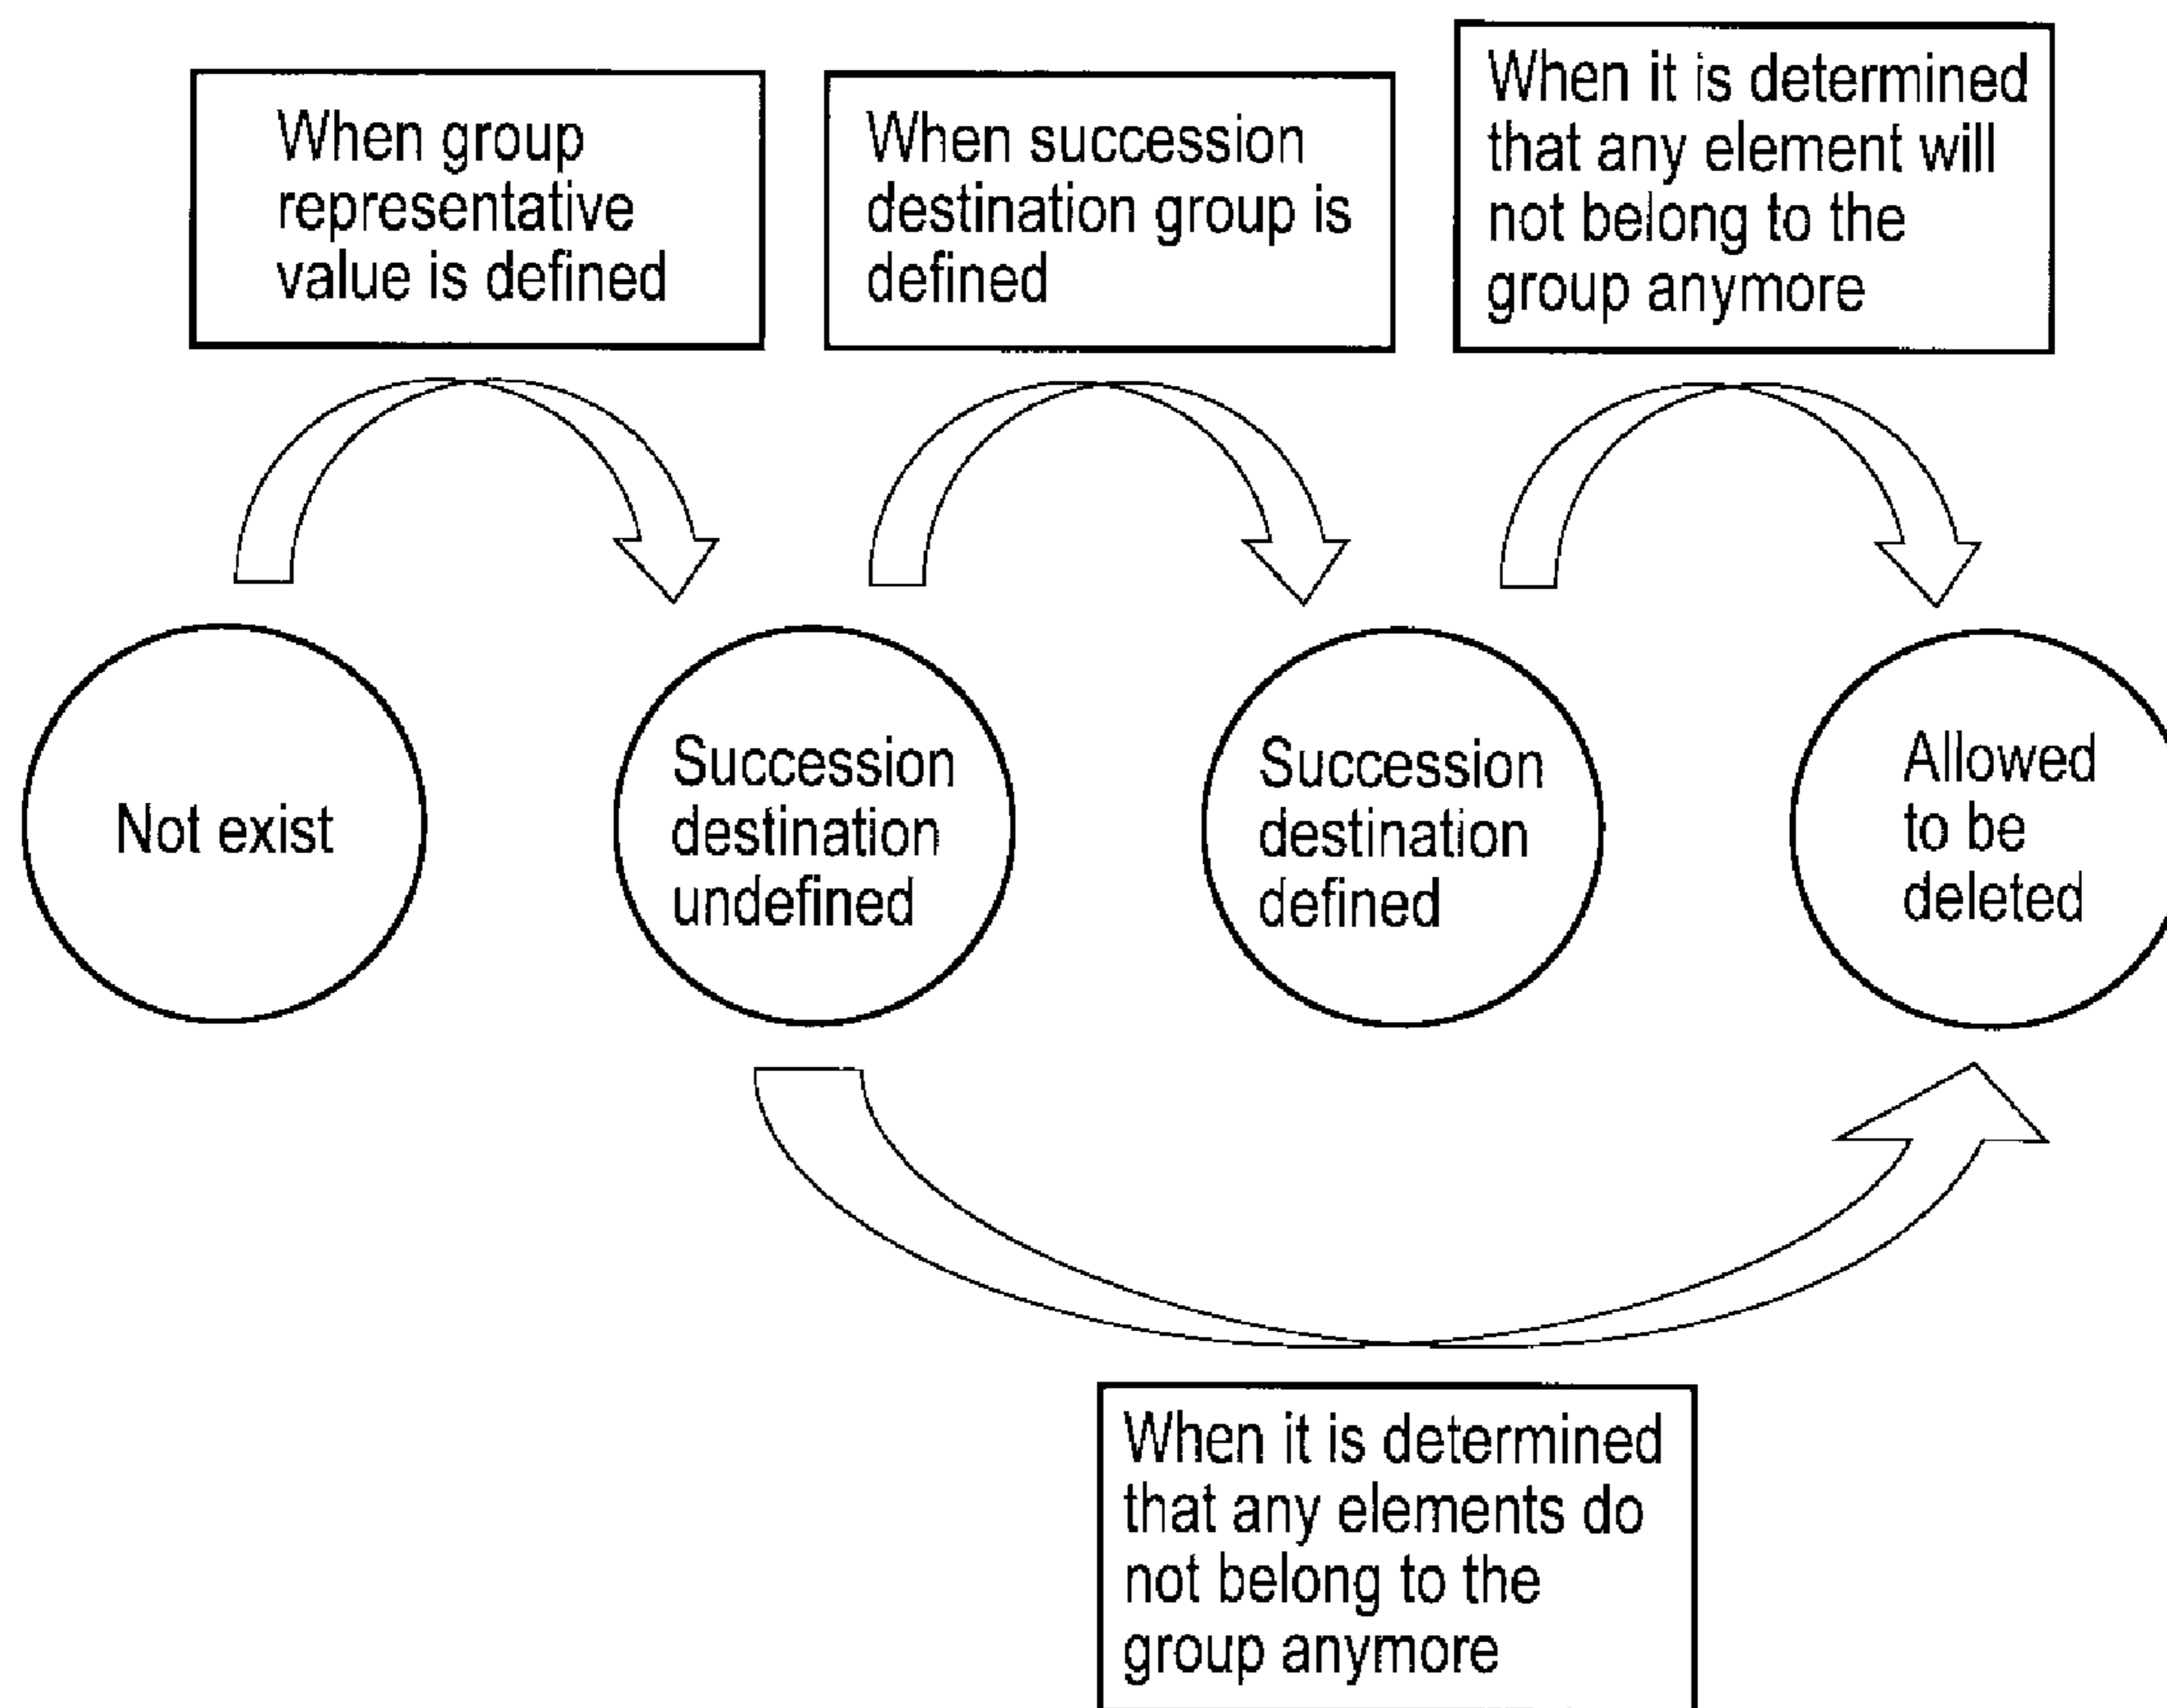 When group
representative
value is defined
When succession
destination group is
defined
When it is determined
that any element will
not belong to the
group anymore
Not exist
Succession
destination
undefined
Succession
destination
defined
Allowed
to be
deleted
When it is determined
that any elements do
not belong to the
group anymore